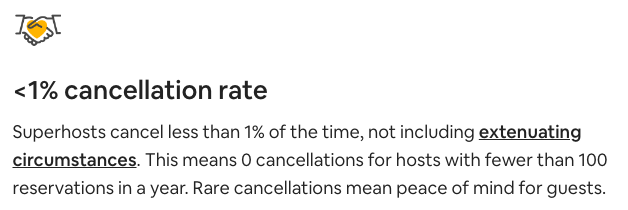 <1% cancellation rate
Superhosts cancel less than 1% of the time, not including extenuating
circumstances. This means 0 cancellations for hosts with fewer than 100
reservations in a year. Rare cancellations mean peace of mind for guests.